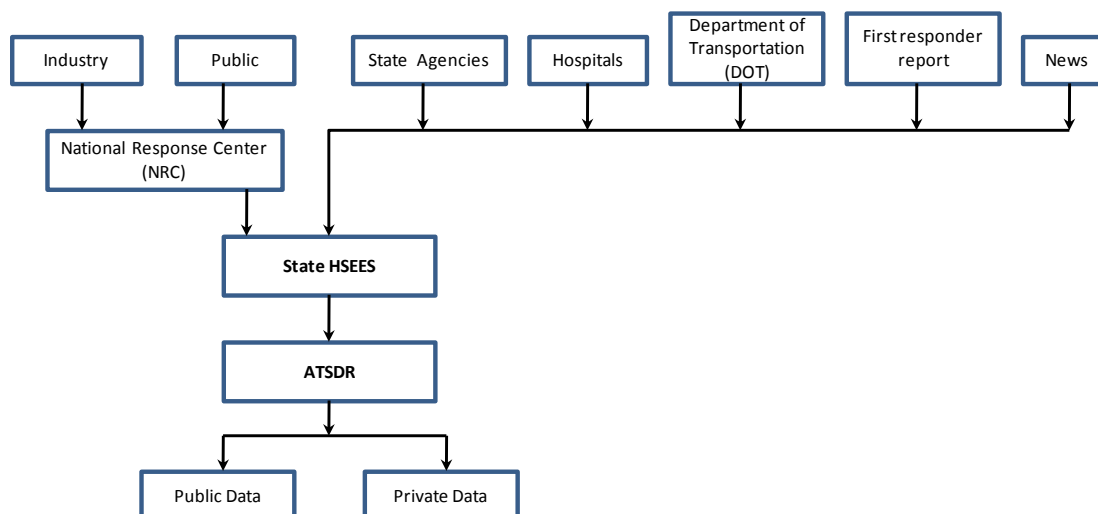 Industry
Public
State Agencies
Hospitals
Department of
Transportation
(DOT)
First responder
report
News
National Response Center
(NRC)
State HSEES
ATSDR
Public Data
Private Data